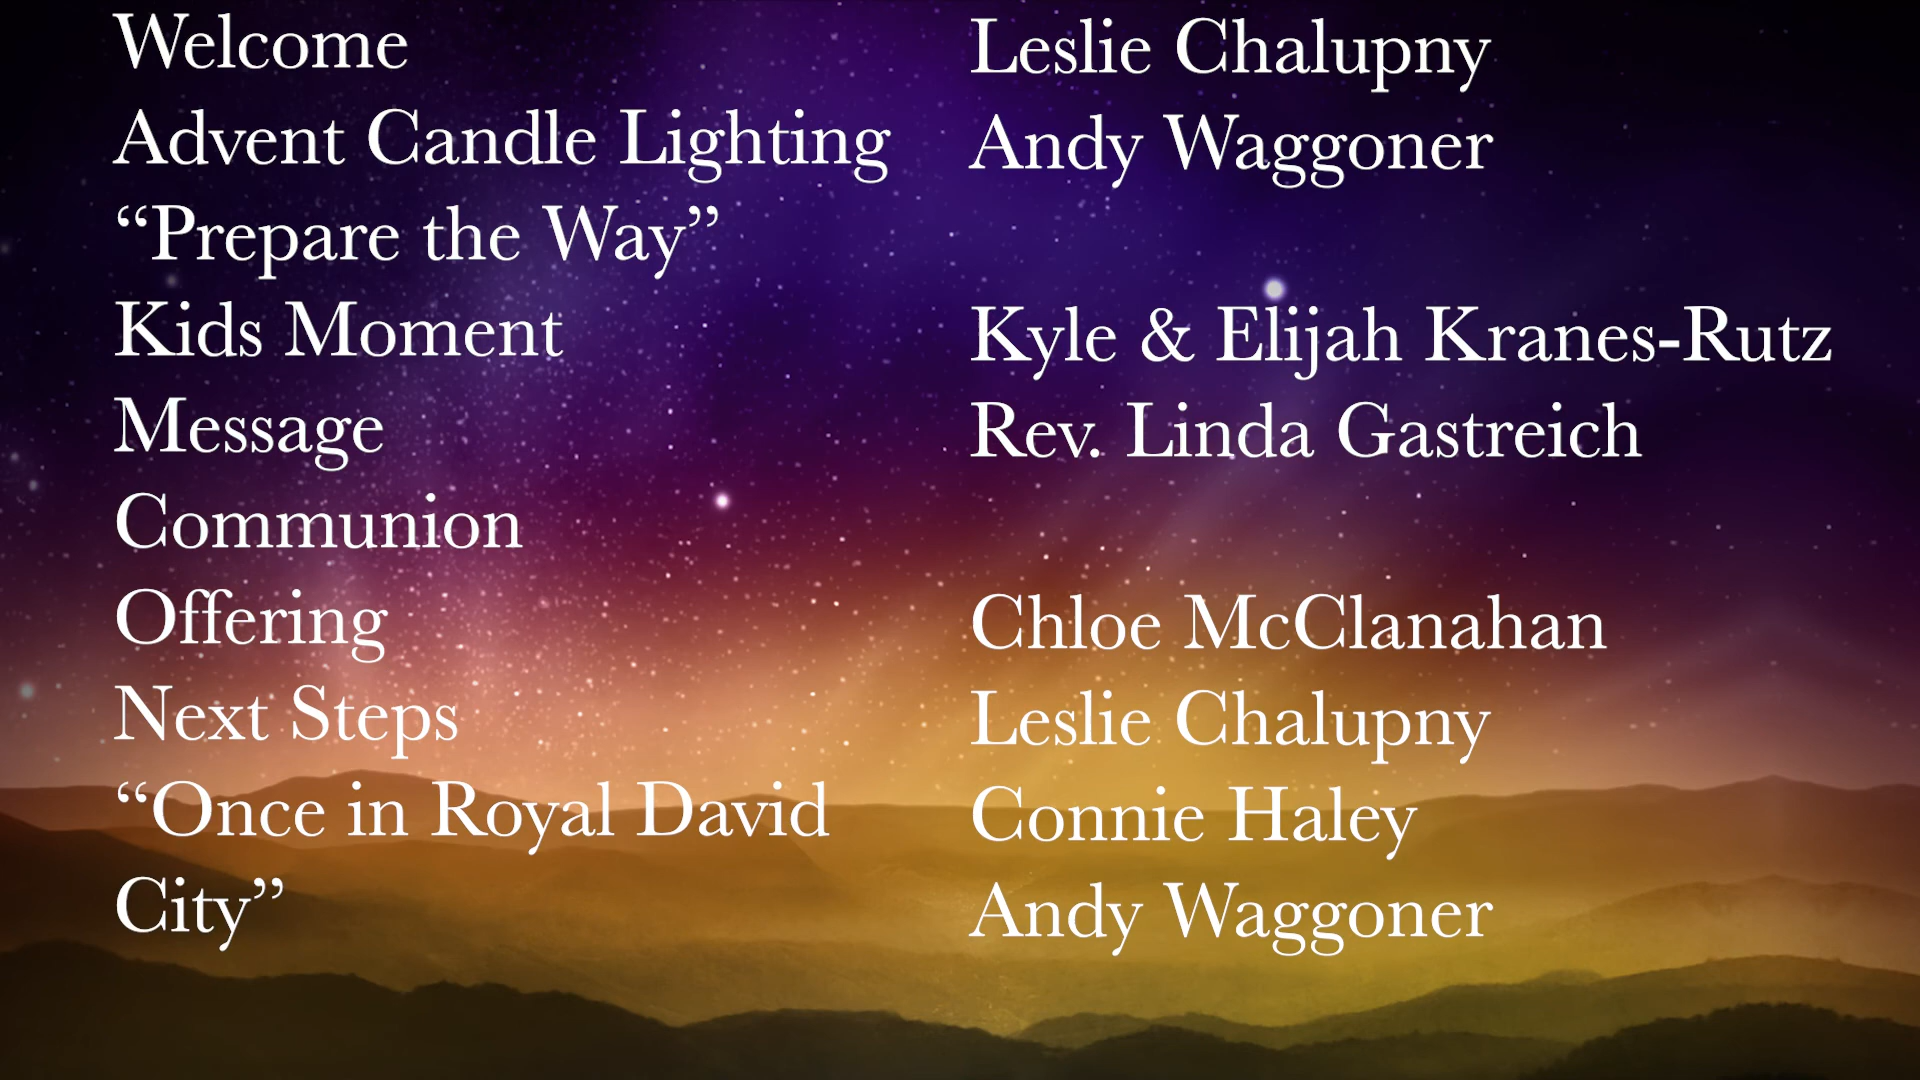 Welcome
Advent Candle Lighting
“Prepare the Way”
Kids Moment
Message
Communion
Offering
Next Steps
“Once in Royal David
City”
Leslie Chalupny
Andy Waggoner
Kyle & Elijah Kranes-Rutz
Rev. Linda Gastreich
Chloe McClanahan
Leslie Chalupny
Connie Haley
Andy Waggoner